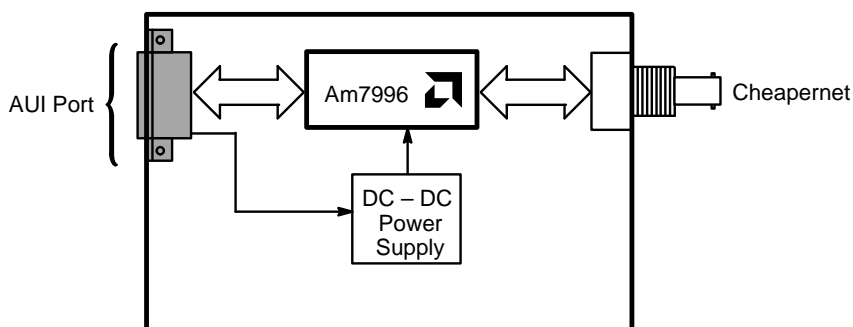 AUI Port
Am7996
Cheapernet
DC – DC
Power
Supply